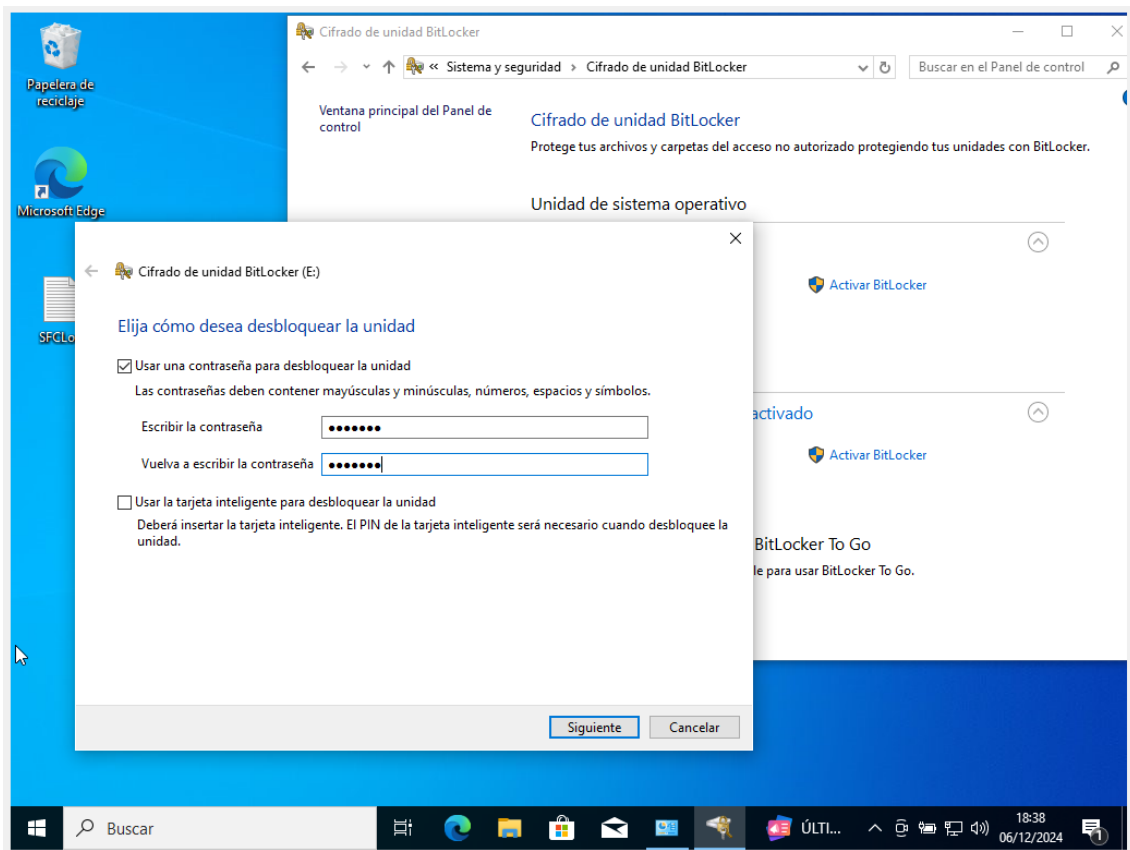 Papelera de
reciclaje
Microsoft Edge
SFCLo
Cifrado de unidad BitLocker
« Sistema y seguridad › Cifrado de unidad BitLocker
Buscar en el Panel de control
Ventana principal del Panel de
control
Cifrado de unidad BitLocker
Protege tus archivos y carpetas del acceso no autorizado protegiendo tus unidades con BitLocker.
Unidad de sistema operativo
Activar BitLocker
activado
Activar BitLocker
BitLocker To Go
le para usar BitLocker To Go.
Cifrado de unidad BitLocker (E:)
Elija cómo desea desbloquear la unidad
Usar una contraseña para desbloquear la unidad
Las contraseñas deben contener mayúsculas y minúsculas, números, espacios y símbolos.
Escribir la contraseña
Vuelva a escribir la contraseña
Usar la tarjeta inteligente para desbloquear la unidad
Deberá insertar la tarjeta inteligente. El PIN de la tarjeta inteligente será necesario cuando desbloquee la
unidad.
Siguiente
Cancelar
Buscar
ÚLTI...
18:38
06/12/2024
1